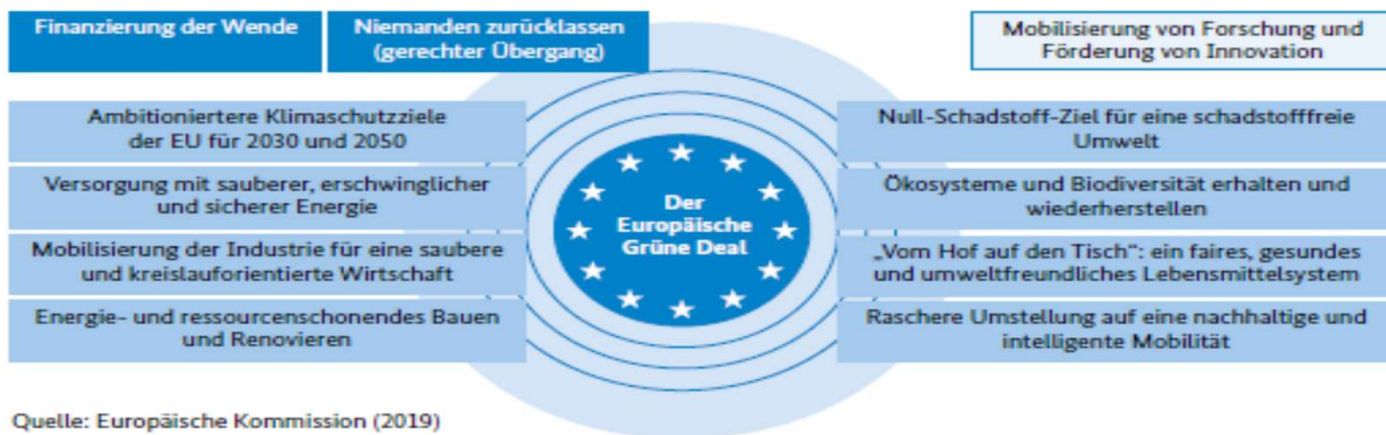 Finanzierung der Wende
Niemanden zurücklassen
(gerechter Übergang)
Mobilisierung von Forschung und
Förderung von Innovation
Ambitioniertere Klimaschutzziele
der EU für 2030 und 2050
Versorgung mit sauberer, erschwinglicher
und sicherer Energie
Mobilisierung der Industrie für eine saubere
und kreislauforientierte Wirtschaft
Energie- und ressourcenschonendes Bauen
und Renovieren
Der
Europäische
Grüne Deal
Null-Schadstoff-Ziel für eine schadstofffreie
Umwelt
Ökosysteme und Biodiversität erhalten und
wiederherstellen
„Vom Hof auf den Tisch“: ein faires, gesundes
und umweltfreundliches Lebensmittelsystem
Raschere Umstellung auf eine nachhaltige und
intelligente Mobilität
Quelle: Europäische Kommission (2019)